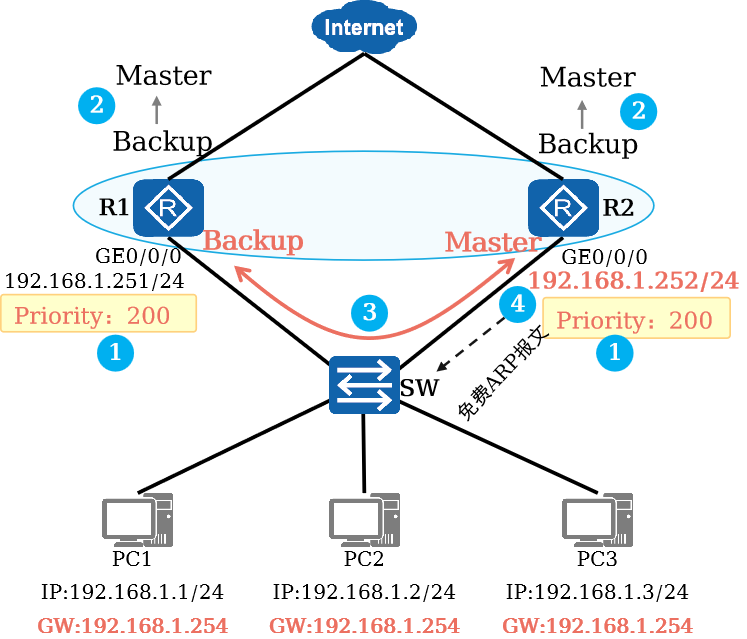 Internet
Master
Master
2
2
Backup
Backup
R
R
R1
R2
Backup
Master
GE0/0/0
GE0/0/0
192.168.1.251/24
192.168.1.252/24
Priority：200
3
4
Priority：200
1
1
免费ARP报文
SW
PC1
PC2
PC3
IP:192.168.1.1/24
IP:192.168.1.2/24
IP:192.168.1.3/24
GW:192.168.1.254
GW:192.168.1.254
GW:192.168.1.254